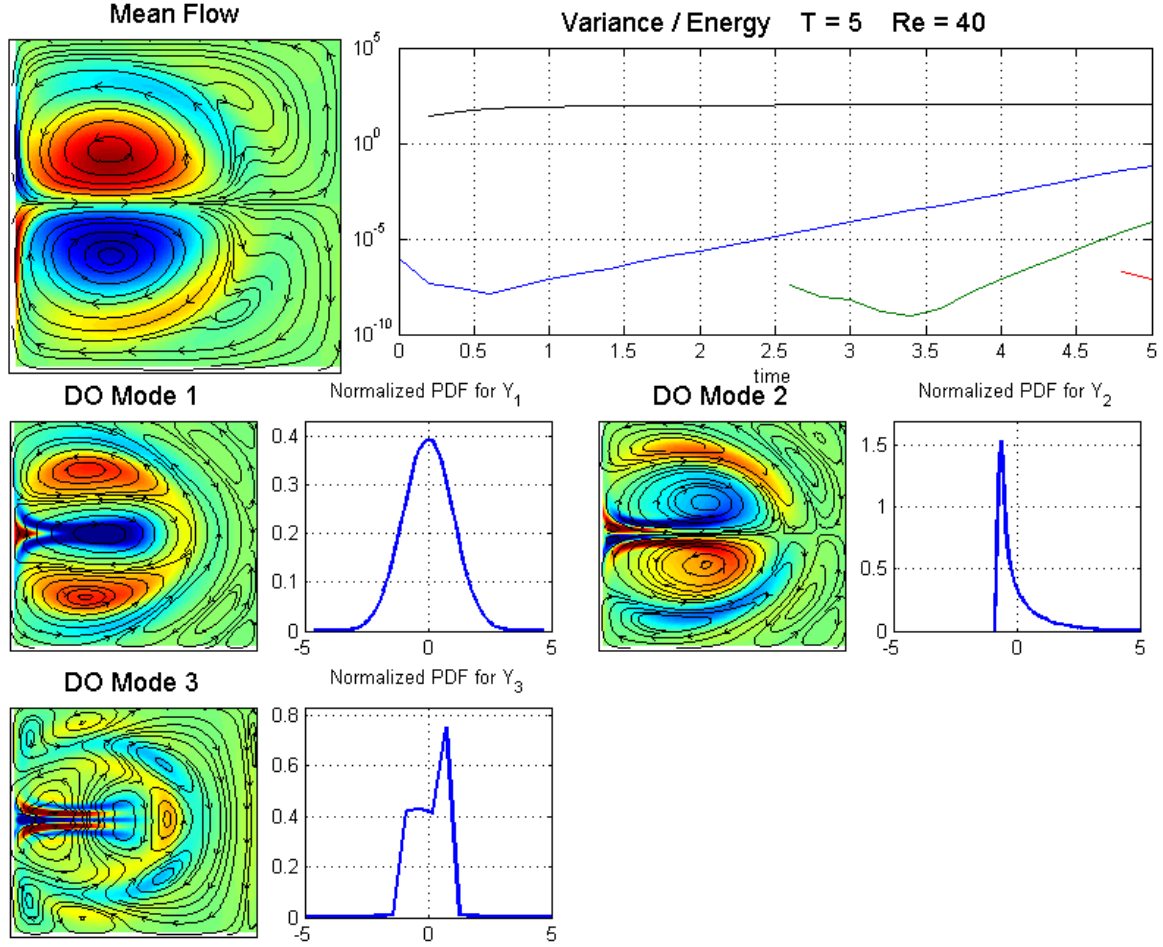 Mean Flow
Variance / Energy T = 5 Re = 40
10^5
10^0
10^-5
10^-10
0 0.5 1 1.5 2 2.5 3 3.5 4 4.5 5
time
DO Mode 1
Normalized PDF for Y_1
0.4
0.3
0.2
0.1
0
-5 0 5
DO Mode 2
Normalized PDF for Y_2
1.5
1
0.5
0
-5 0 5
DO Mode 3
Normalized PDF for Y_3
0.8
0.6
0.4
0.2
0
-5 0 5